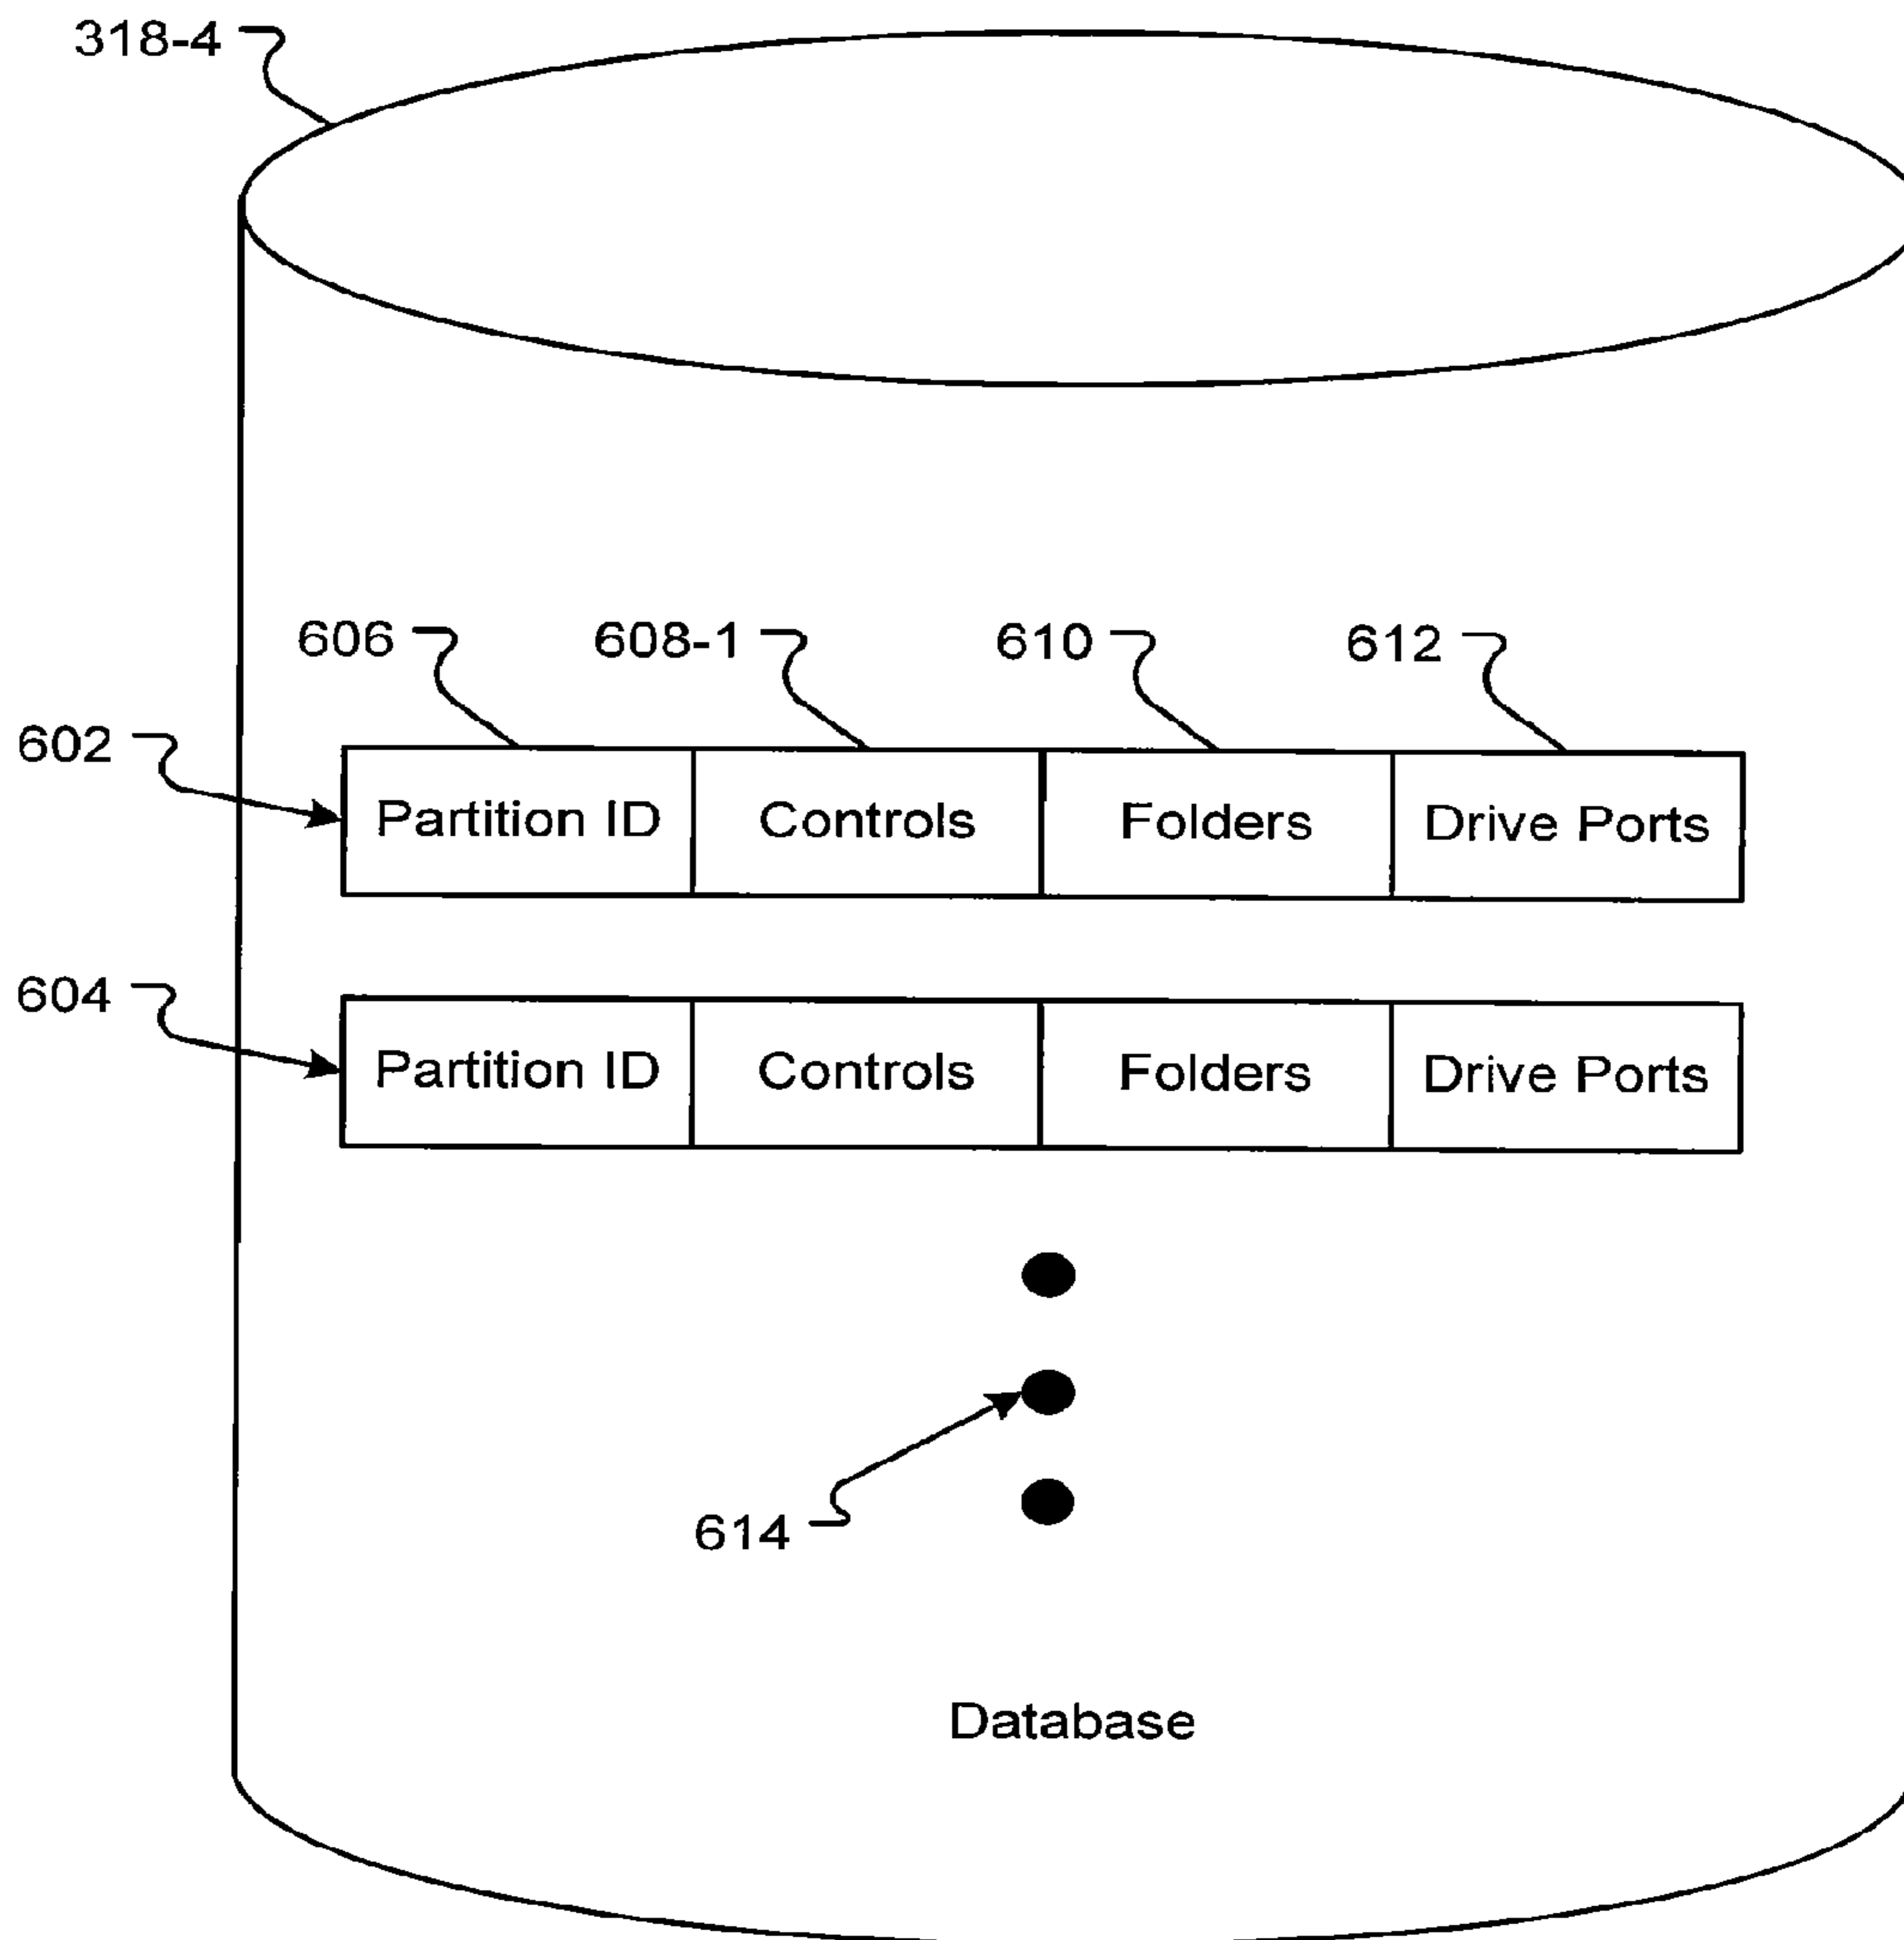 318-4
606 608-1 610 612
602
Partition ID Controls Folders Drive Ports
604
Partition ID Controls Folders Drive Ports
614
Database